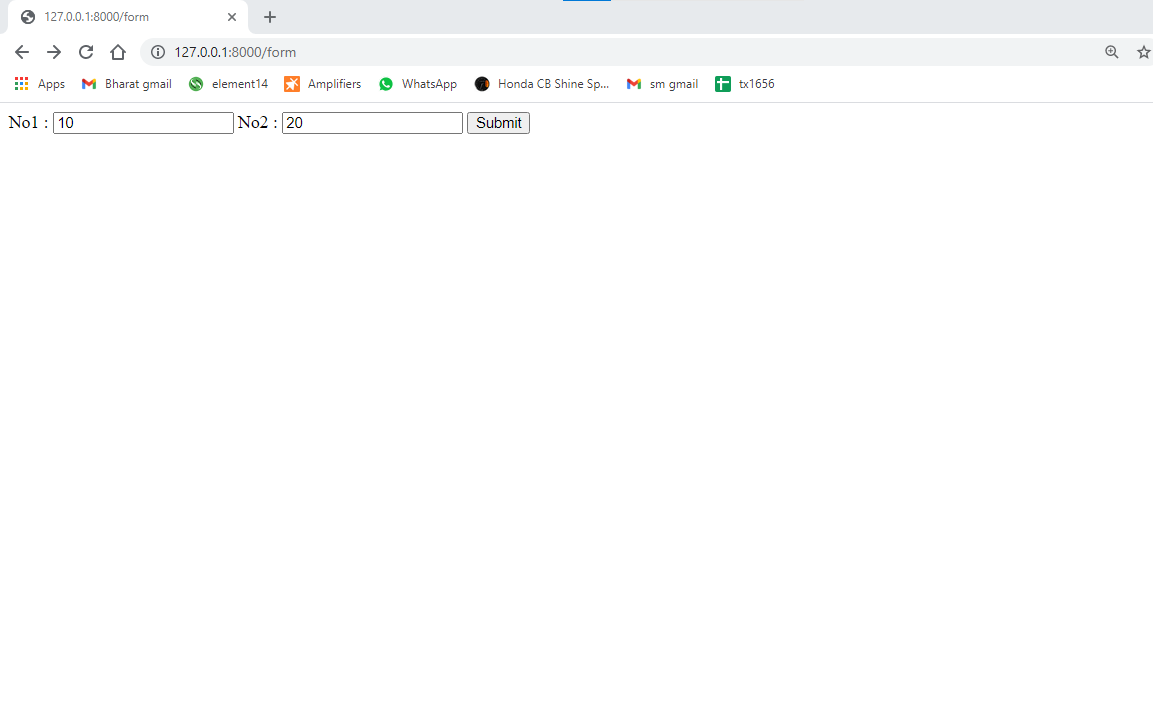 127.0.0.1:8000/form
127.0.0.1:8000/form
Apps Bharat gmail element14 Amplifiers WhatsApp Honda CB Shine Sp... sm gmail tx1656
No1 : 10 No2 : 20 Submit